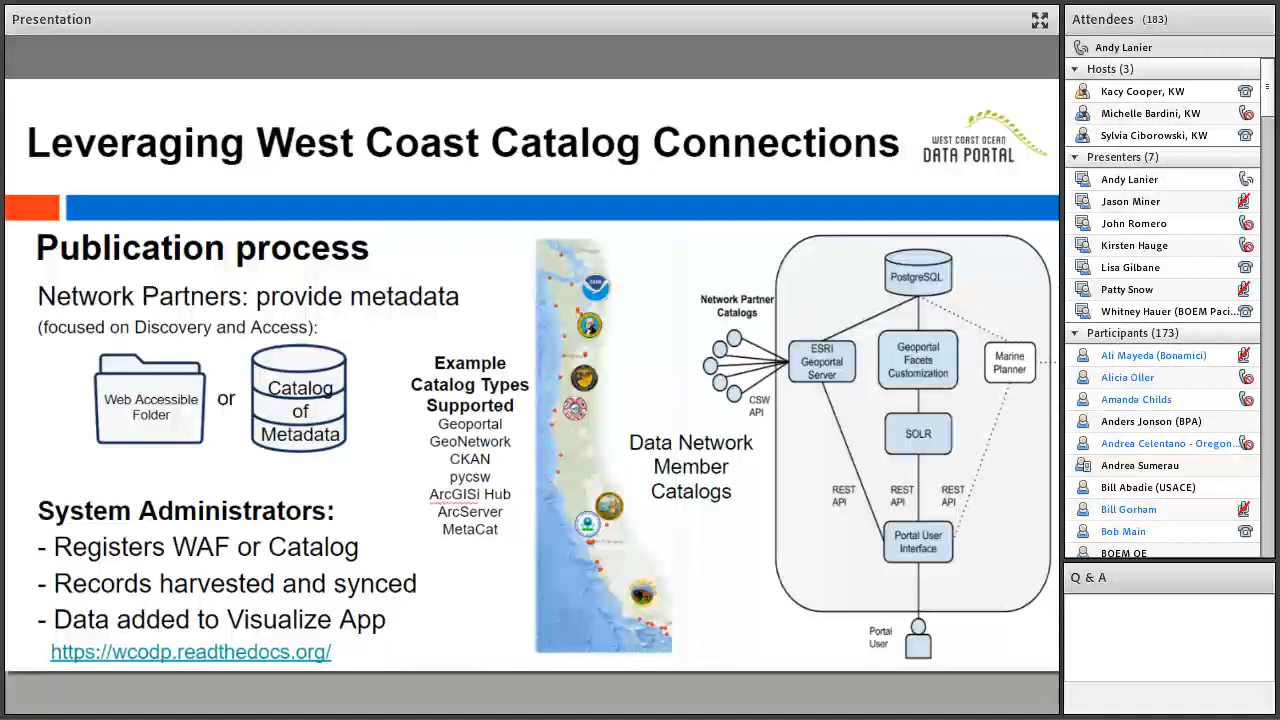 Presentation
Leveraging West Coast Catalog Connections
WEST COAST OCEAN
DATA PORTAL
Publication process
Network Partners: provide metadata
(focused on Discovery and Access):
Web Accessible
Folder
or
Catalog
of
Metadata
System Administrators:
- Registers WAF or Catalog
- Records harvested and synced
- Data added to Visualize App
https://wcodp.readthedocs.org/
Example
Catalog Types
Supported
Geoportal
GeoNetwork
CKAN
pycsw
ArcGISi Hub
ArcServer
MetaCat
Data Network
Member
Catalogs
Network Partner
Catalogs
CSW
API
PostgreSQL
ESRI
Geoportal
Server
Geoportal
Facets
Customization
Marine
Planner
SOLR
REST
API
REST
API
REST
API
Portal User
Interface
Portal
User
Attendees (183)
Andy Lanier
Hosts (3)
Kacy Cooper, KW
Michelle Bardini, KW
Sylvia Ciborowski, KW
Presenters (7)
Andy Lanier
Jason Miner
John Romero
Kirsten Hauge
Lisa Gilbane
Patty Snow
Whitney Hauer (BOEM Paci...
Participants (173)
Ali Mayeda (Bonamici)
Alicia Oller
Amanda Childs
Anders Jonson (BPA)
Andrea Celentano - Oregon...
Andrea Sumerau
Bill Abadie (USACE)
Bill Gorham
Bob Main
BOEM OE
Q & A